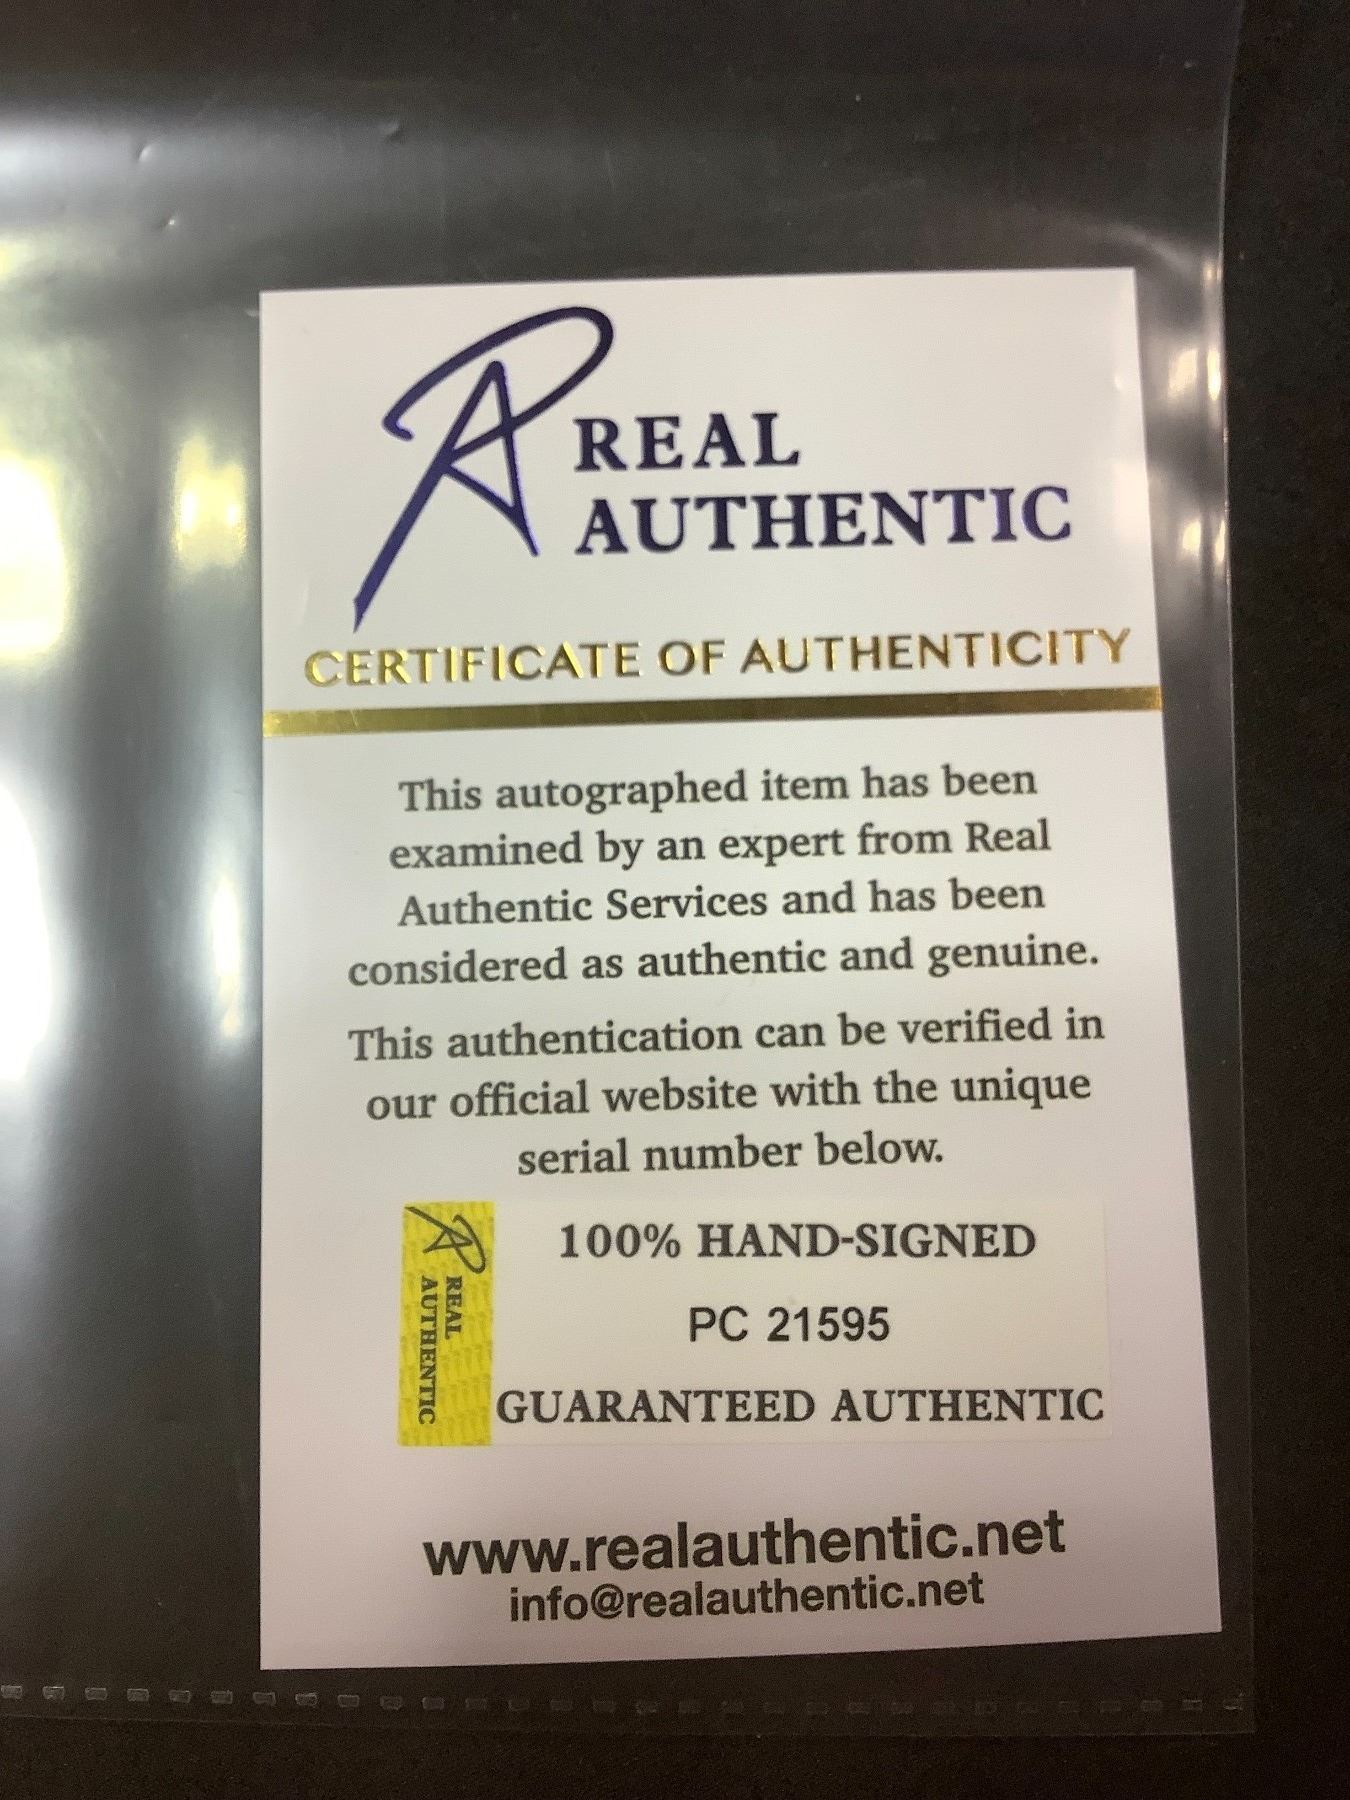 REAL
AUTHENTIC
CERTIFICATE OF AUTHENTICITY
This autographed item has been
examined by an expert from Real
Authentic Services and has been
considered as authentic and genuine.
This authentication can be verified in
our official website with the unique
serial number below.
REAL
AUTHENTIC
100% HAND-SIGNED
PC 21595
GUARANTEED AUTHENTIC
www.realauthentic.net
info@realauthentic.net